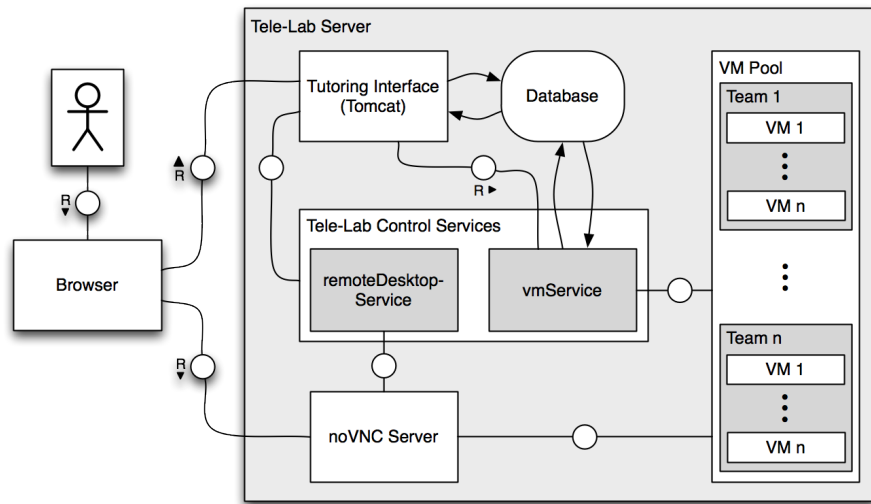 Tele-Lab Server
Tutoring Interface
(Tomcat)
Database
VM Pool
Team 1
VM 1
VM n
R
R
R
Tele-Lab Control Services
remoteDesktop-
Service
vmService
Browser
R
noVNC Server
Team n
VM 1
VM n